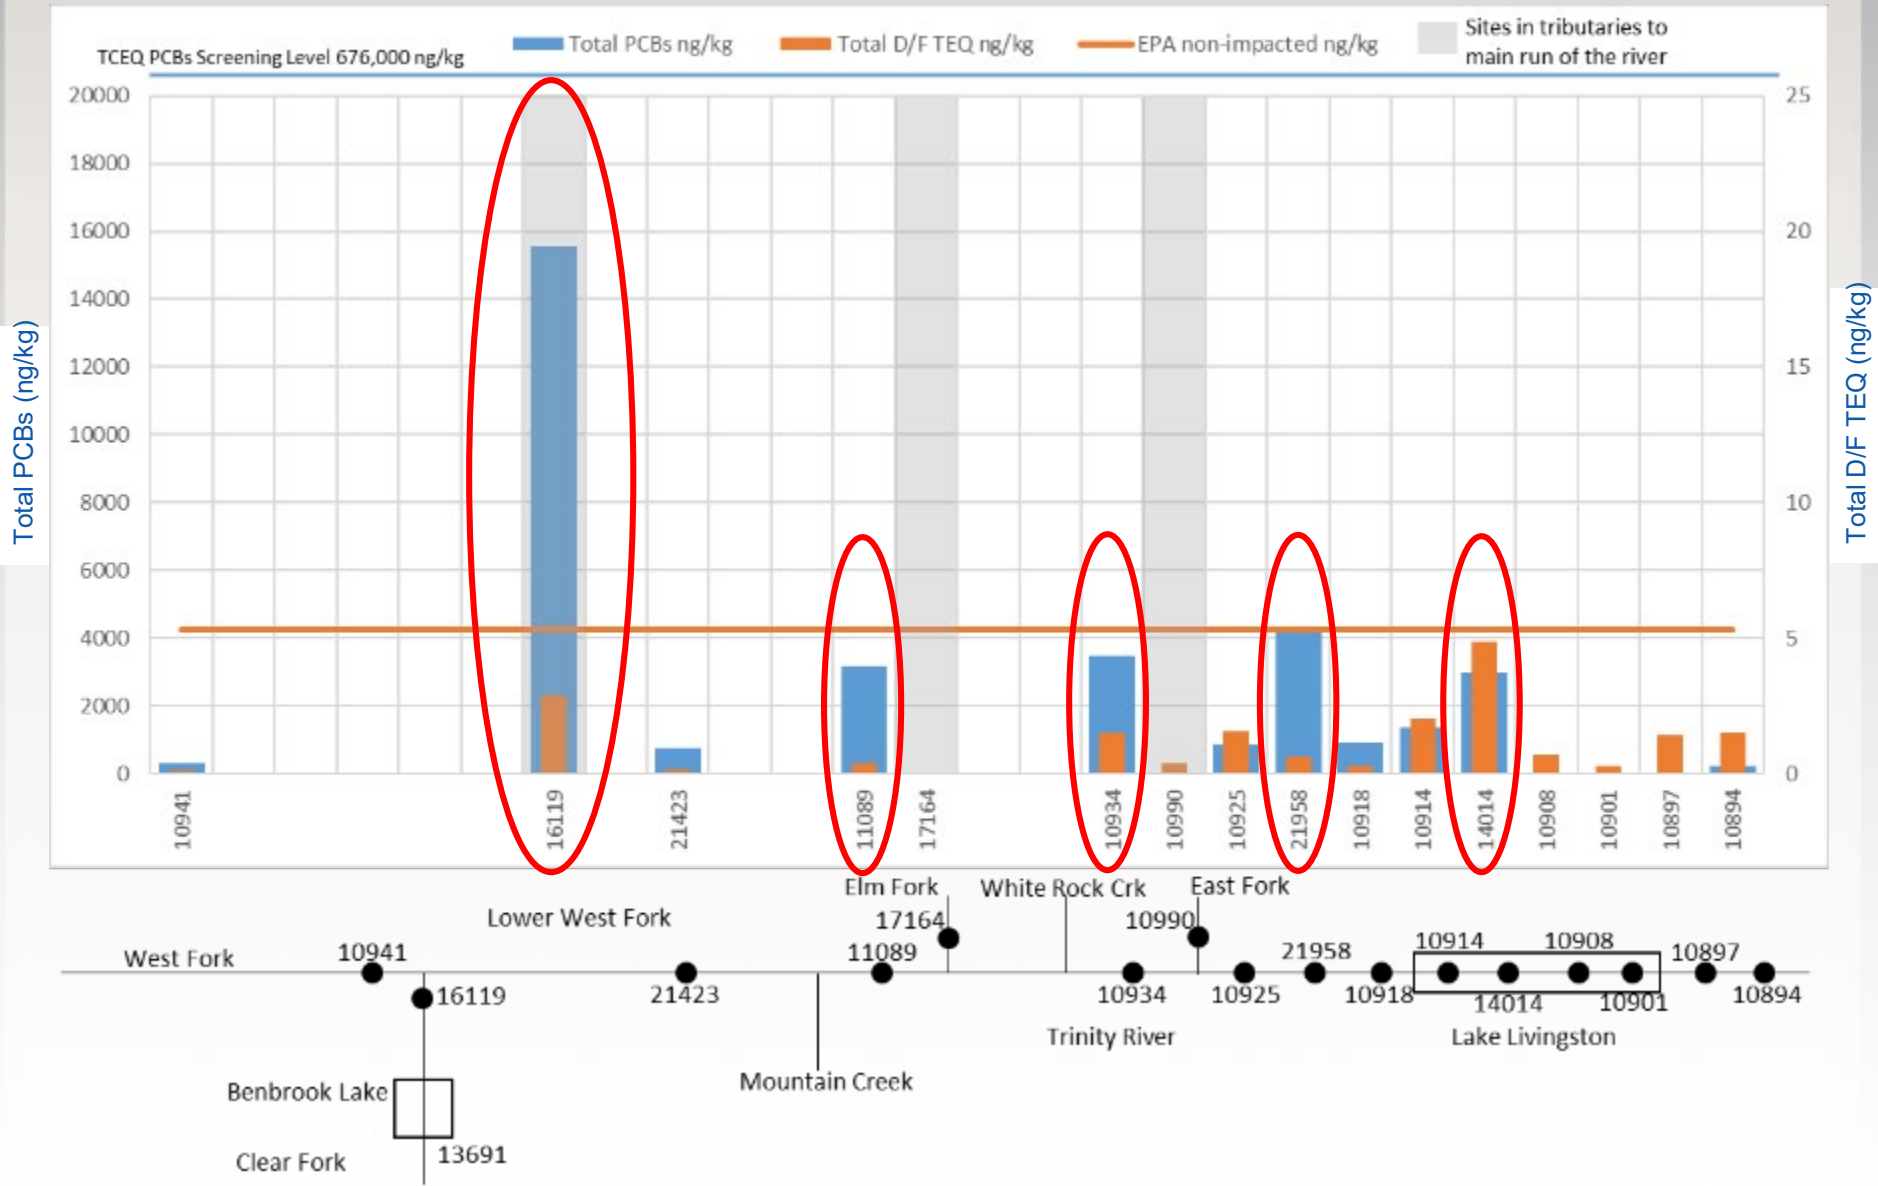 TCEQ PCBs Screening Level 676,000 ng/kg
Total PCBs ng/kg
Total D/F TEQ ng/kg
EPA non-impacted ng/kg
Sites in tributaries to
main run of the river
Total PCBs (ng/kg)
20000
18000
16000
14000
12000
10000
8000
6000
4000
2000
0
25
20
15
10
5
0
Total D/F TEQ (ng/kg)
10941
16119
21423
11089
17164
10934
10990
10925
21958
10918
10914
14014
10908
10901
10897
10894
Elm Fork
White Rock Crk
East Fork
Lower West Fork
17164
10990
West Fork
10941
11089
21958
10914
10908
10897
16119
21423
10934
10925
10918
14014
10901
10894
Trinity River
Lake Livingston
Mountain Creek
Benbrook Lake
Clear Fork
13691